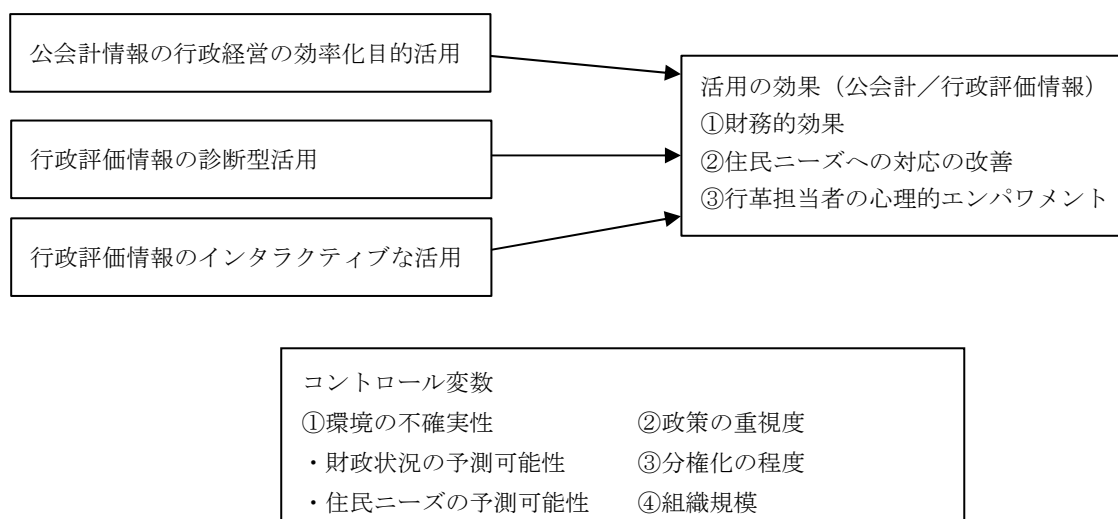 公会計情報の行政経営の効率化目的活用
行政評価情報の診断型活用
行政評価情報のインタラクティブな活用
活用の効果（公会計／行政評価情報）
①財務的効果
②住民ニーズへの対応の改善
③行革担当者の心理的エンパワメント
コントロール変数
①環境の不確実性
・財政状況の予測可能性
・住民ニーズの予測可能性
②政策の重視度
③分権化の程度
④組織規模